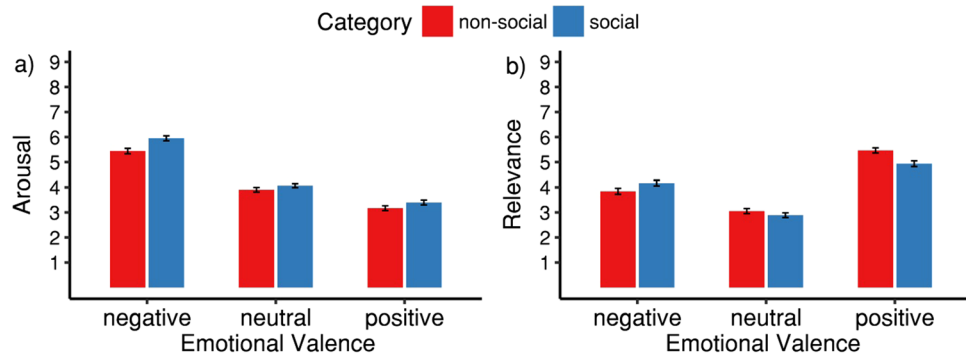 Category non-social social
a)
9
8
7
6
5
4
3
2
1
Arousal
negative neutral positive
Emotional Valence
b)
9
8
7
6
5
4
3
2
1
Relevance
negative neutral positive
Emotional Valence